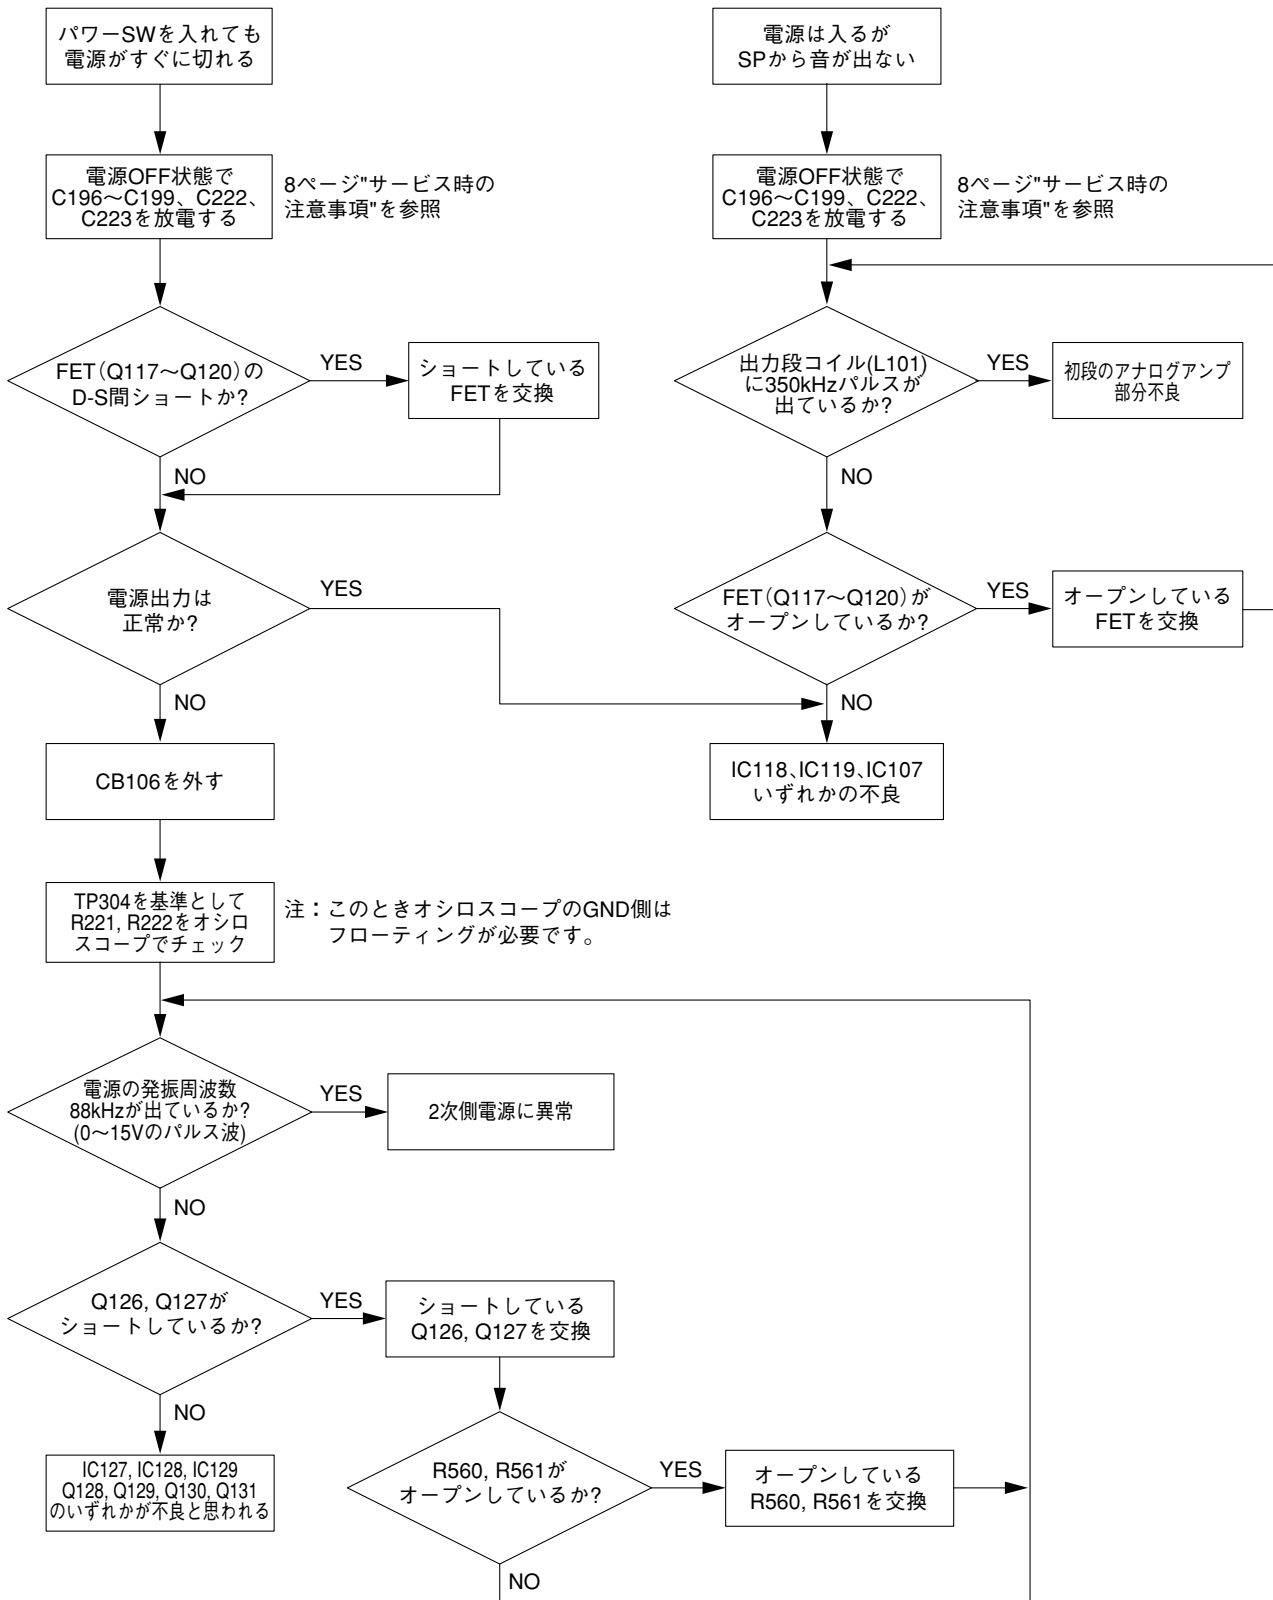 パワーSWを入れても
電源がすぐに切れる
電源OFF状態で
C196～C199、C222、
C223を放電する
8ページ"サービス時の
注意事項"を参照
FET（Q117～Q120）の
D-S間ショートか?
YES
ショートしている
FETを交換
NO
電源出力は
正常か?
YES
NO
CB106を外す
TP304を基準として
R221, R222をオシロ
スコープでチェック
注：このときオシロスコープのGND側は
フローティングが必要です。
電源の発振周波数
88kHzが出ているか?
(0～15Vのパルス波)
YES
2次側電源に異常
NO
Q126, Q127が
ショートしているか?
YES
ショートしている
Q126, Q127を交換
NO
IC127, IC128, IC129
Q128, Q129, Q130, Q131
のいずれかが不良と思われる
R560, R561が
オープンしているか?
YES
オープンしている
R560, R561を交換
NO
電源は入るが
SPから音が出ない
電源OFF状態で
C196～C199、C222、
C223を放電する
8ページ"サービス時の
注意事項"を参照
出力段コイル(L101)
に350kHzパルスが
出ているか?
YES
初段のアナログアンプ
部分不良
NO
FET（Q117～Q120）が
オープンしているか?
YES
オープンしている
FETを交換
NO
IC118、IC119、IC107
いずれかの不良